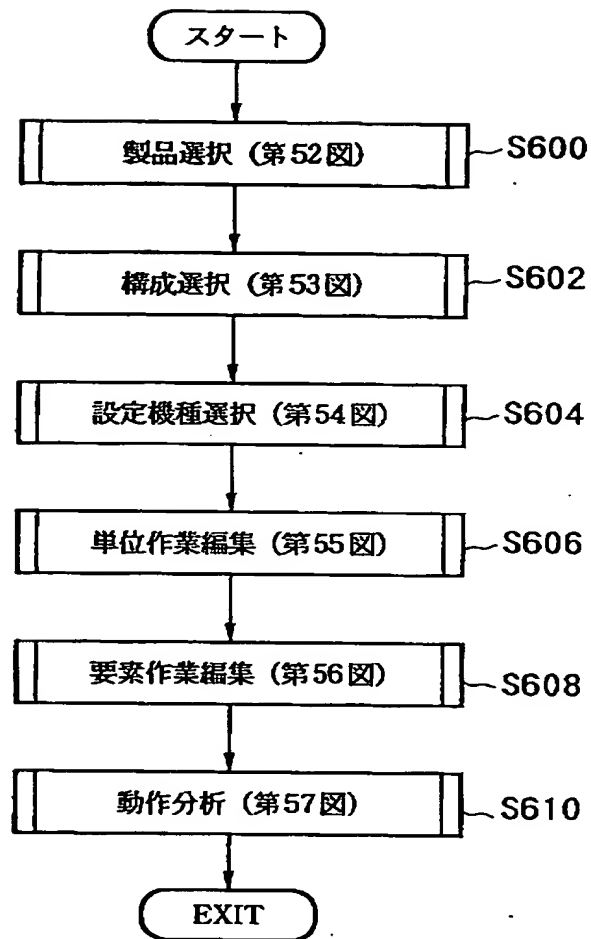 スタート
製品選択 (第52図) S600
構成選択 (第53図) S602
設定機種選択 (第54図) S604
単位作業編集 (第55図) S606
要素作業編集 (第56図) S608
動作分析 (第57図) S610
EXIT